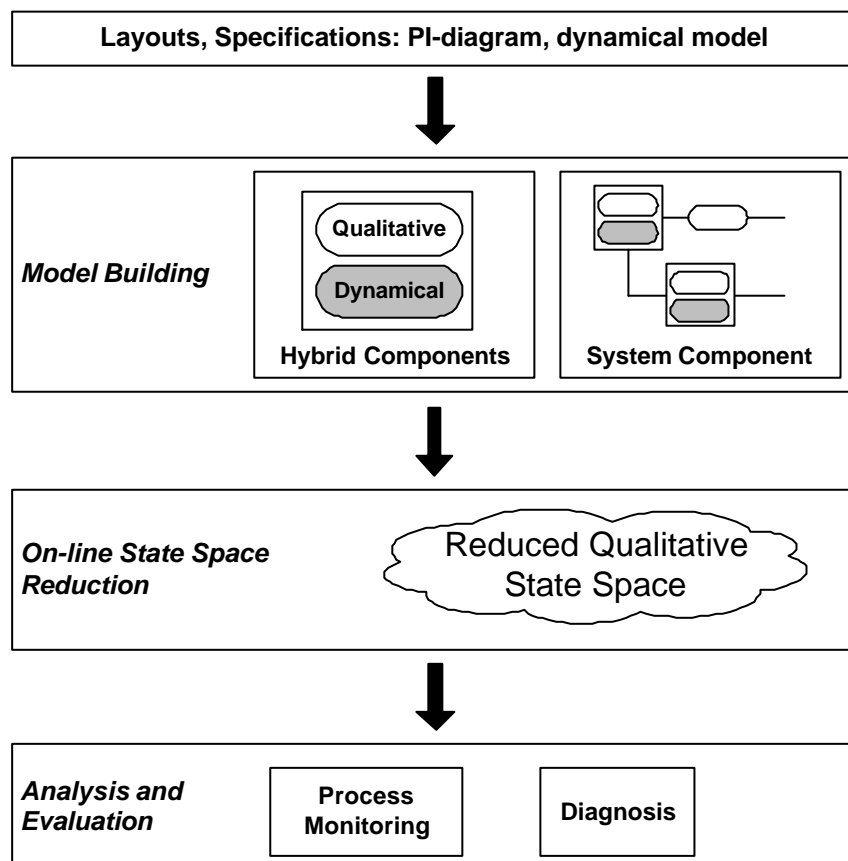 Layouts, Specifications: PI-diagram, dynamical model
Model Building
Qualitative
Dynamical
Hybrid Components
System Component
On-line State Space
Reduction
Reduced Qualitative
State Space
Analysis and
Evaluation
Process
Monitoring
Diagnosis